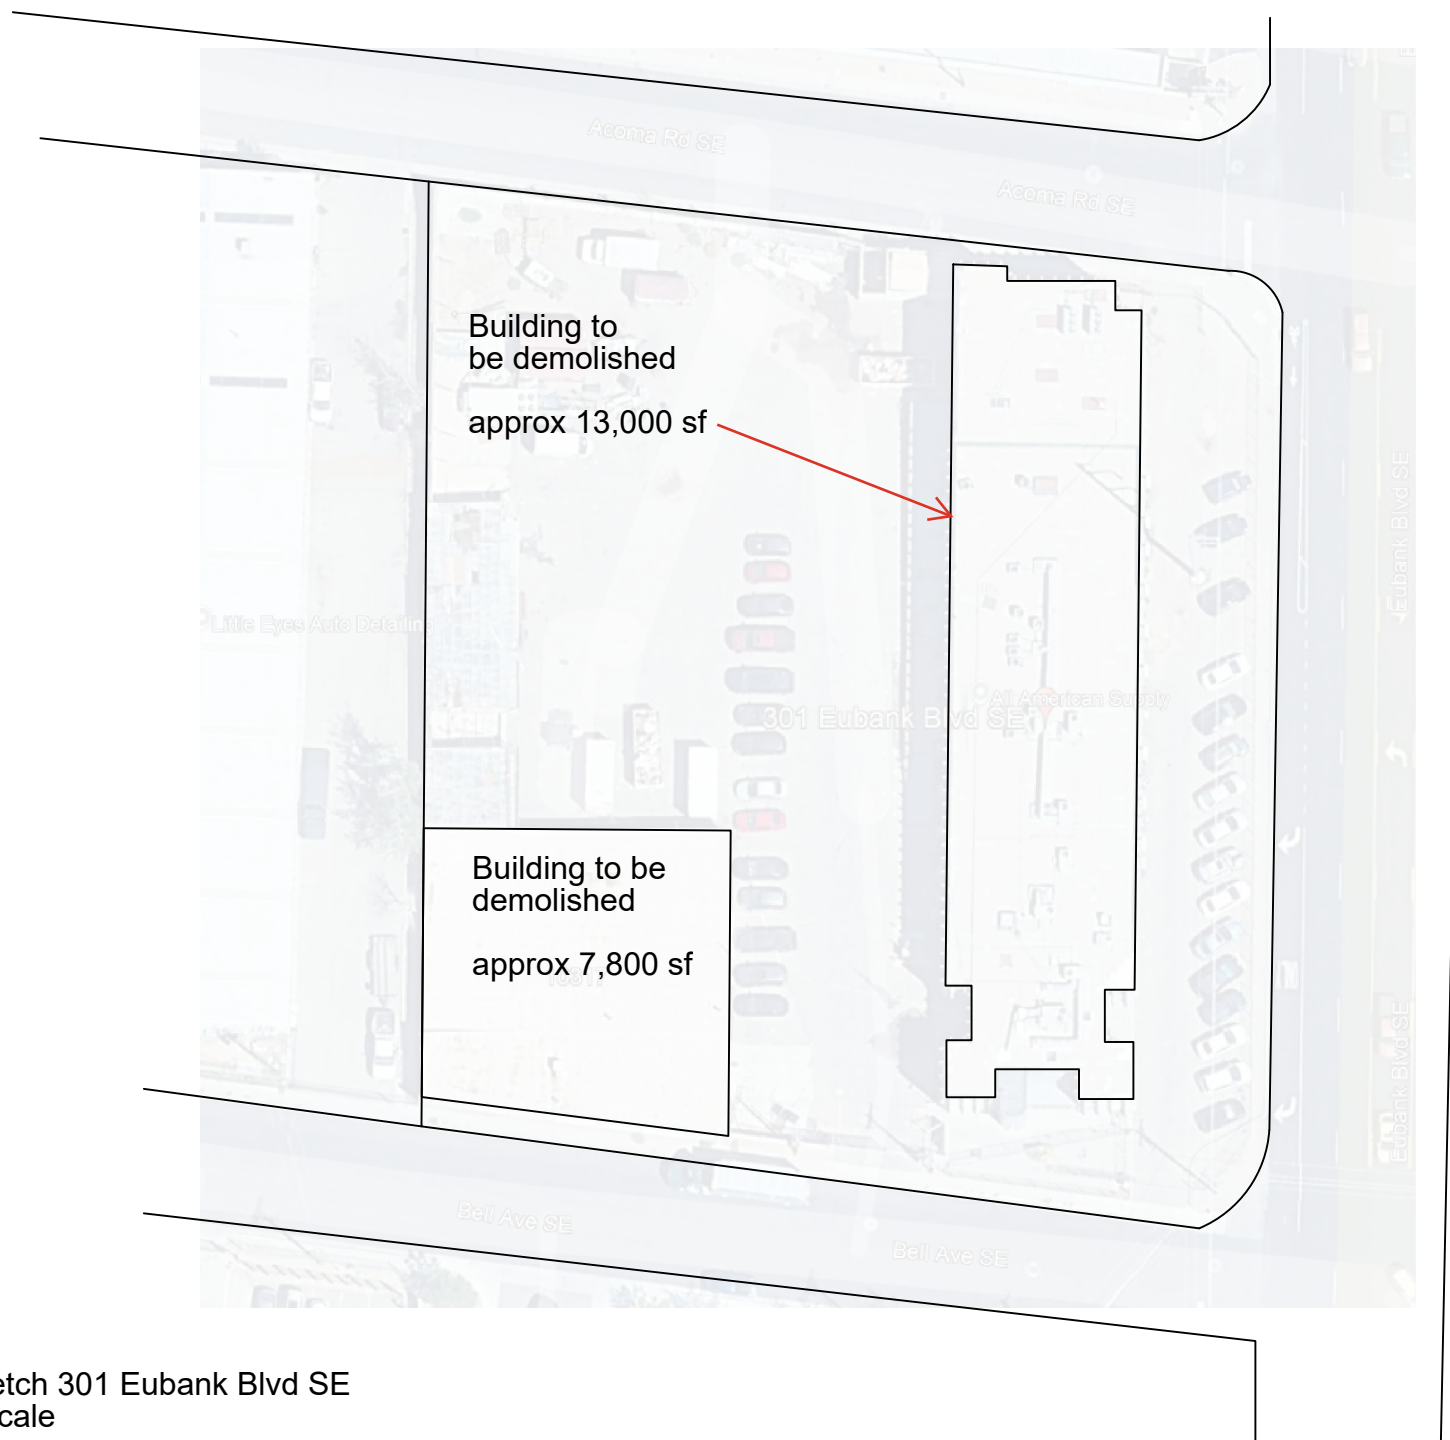 Acoma Rd SE
Acoma Rd SE
Building to
be demolished
approx 13,000 sf
Eubank Blvd SE
Little Eyes Auto Detailing
All American Supply
301 Eubank Blvd SE
Building to be
demolished
approx 7,800 sf
Eubank Blvd SE
Bell Ave SE
Bell Ave SE
etch 301 Eubank Blvd SE
cale